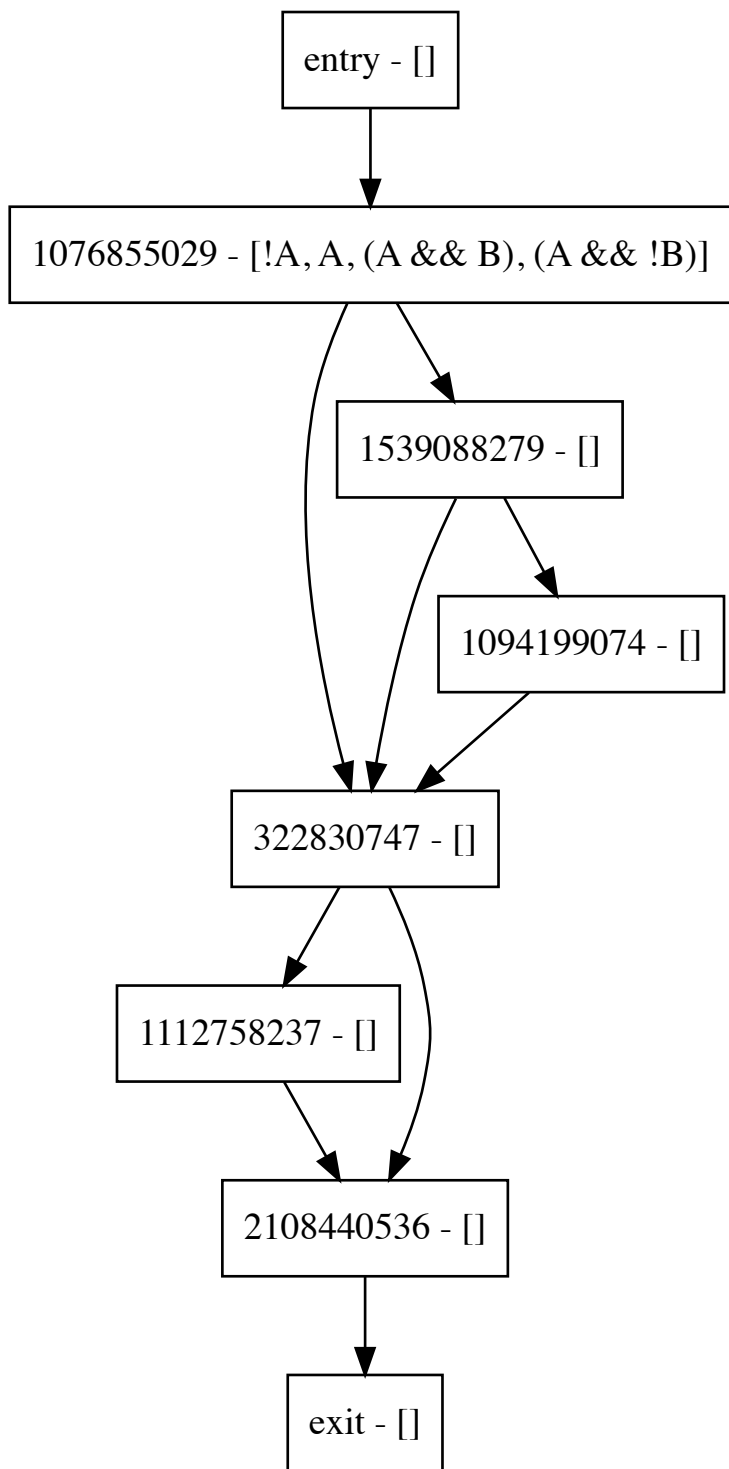 entry - []
1076855029 - [!A, A, (A && B), (A && !B)]
1539088279 - []
1094199074 - []
322830747 - []
1112758237 - []
2108440536 - []
exit - []